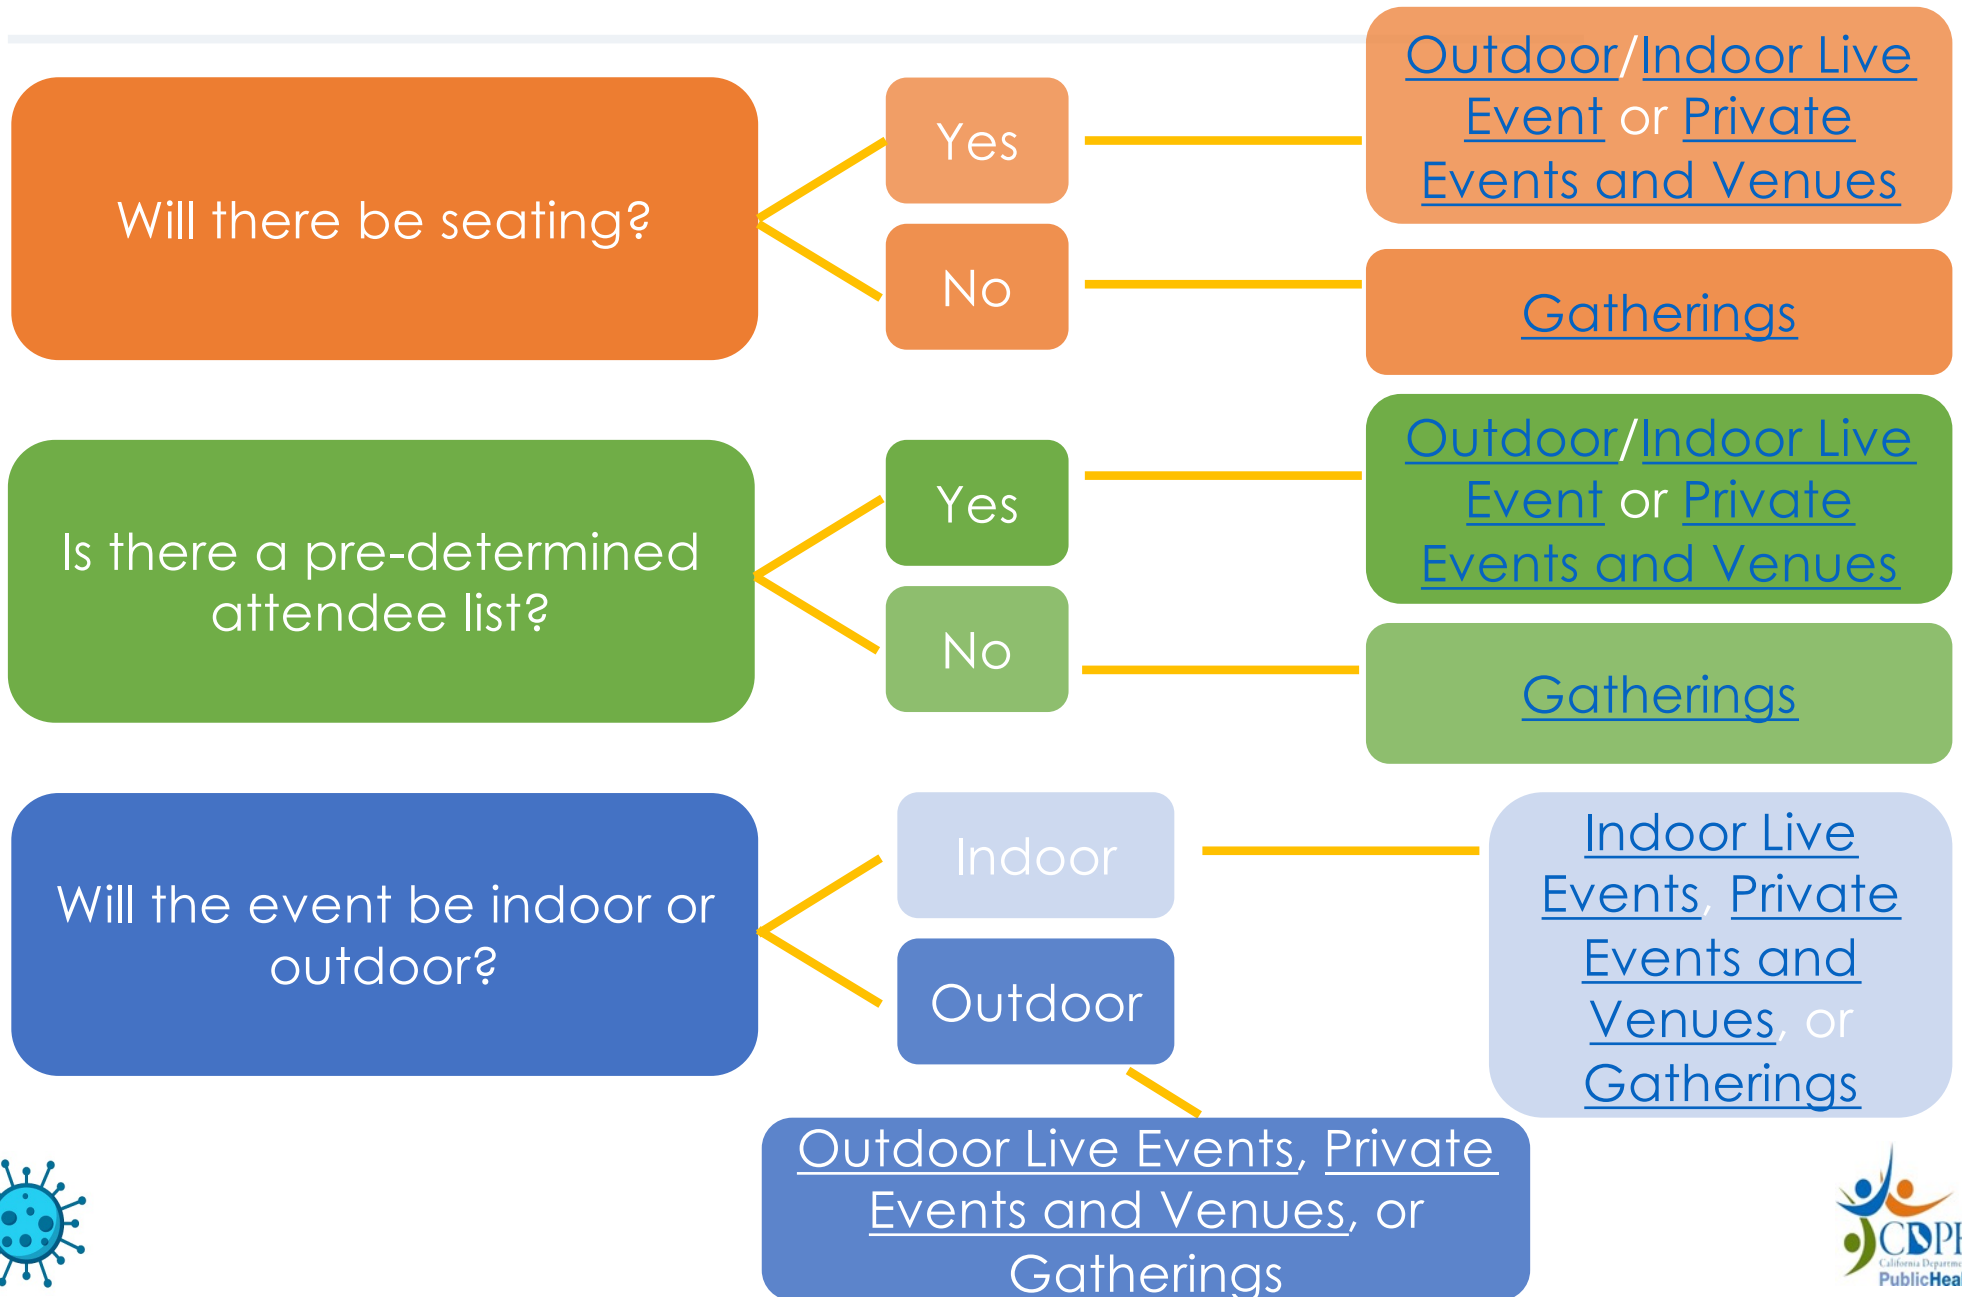 Will there be seating?
Yes
Outdoor/Indoor Live
Event or Private
Events and Venues
No
Gatherings
Is there a pre-determined
attendee list?
Yes
Outdoor/Indoor Live
Event or Private
Events and Venues
No
Gatherings
Will the event be indoor or
outdoor?
Indoor
Indoor Live
Events, Private
Events and
Venues, or
Gatherings
Outdoor
Outdoor Live Events, Private
Events and Venues, or
Gatherings
California